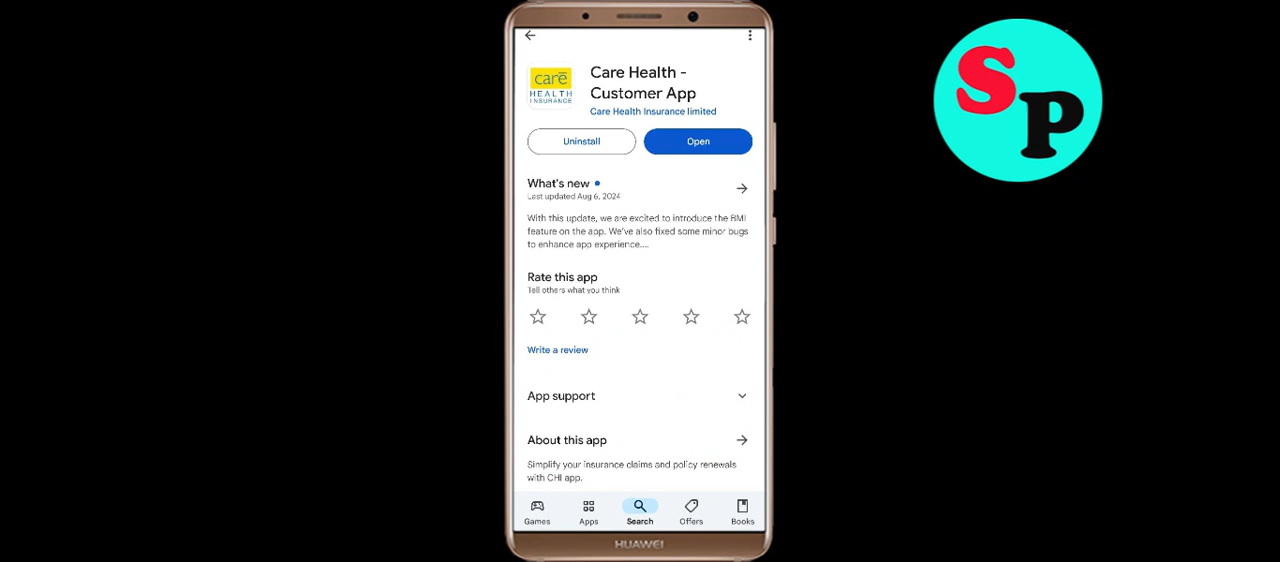 Care Health -
Customer App
Care Health Insurance limited
carē
HEALTH
INSURANCE
Uninstall
Open
What's new
Last updated Aug 6, 2024
With this update, we are excited to introduce the BMI
feature on the app. We've also fixed some minor bugs
to enhance app experience....
Rate this app
Tell others what you think
Write a review
App support
About this app
Simplify your insurance claims and policy renewals
with CHI app.
Games
Apps
Search
Offers
Books
HUAWEI
SP